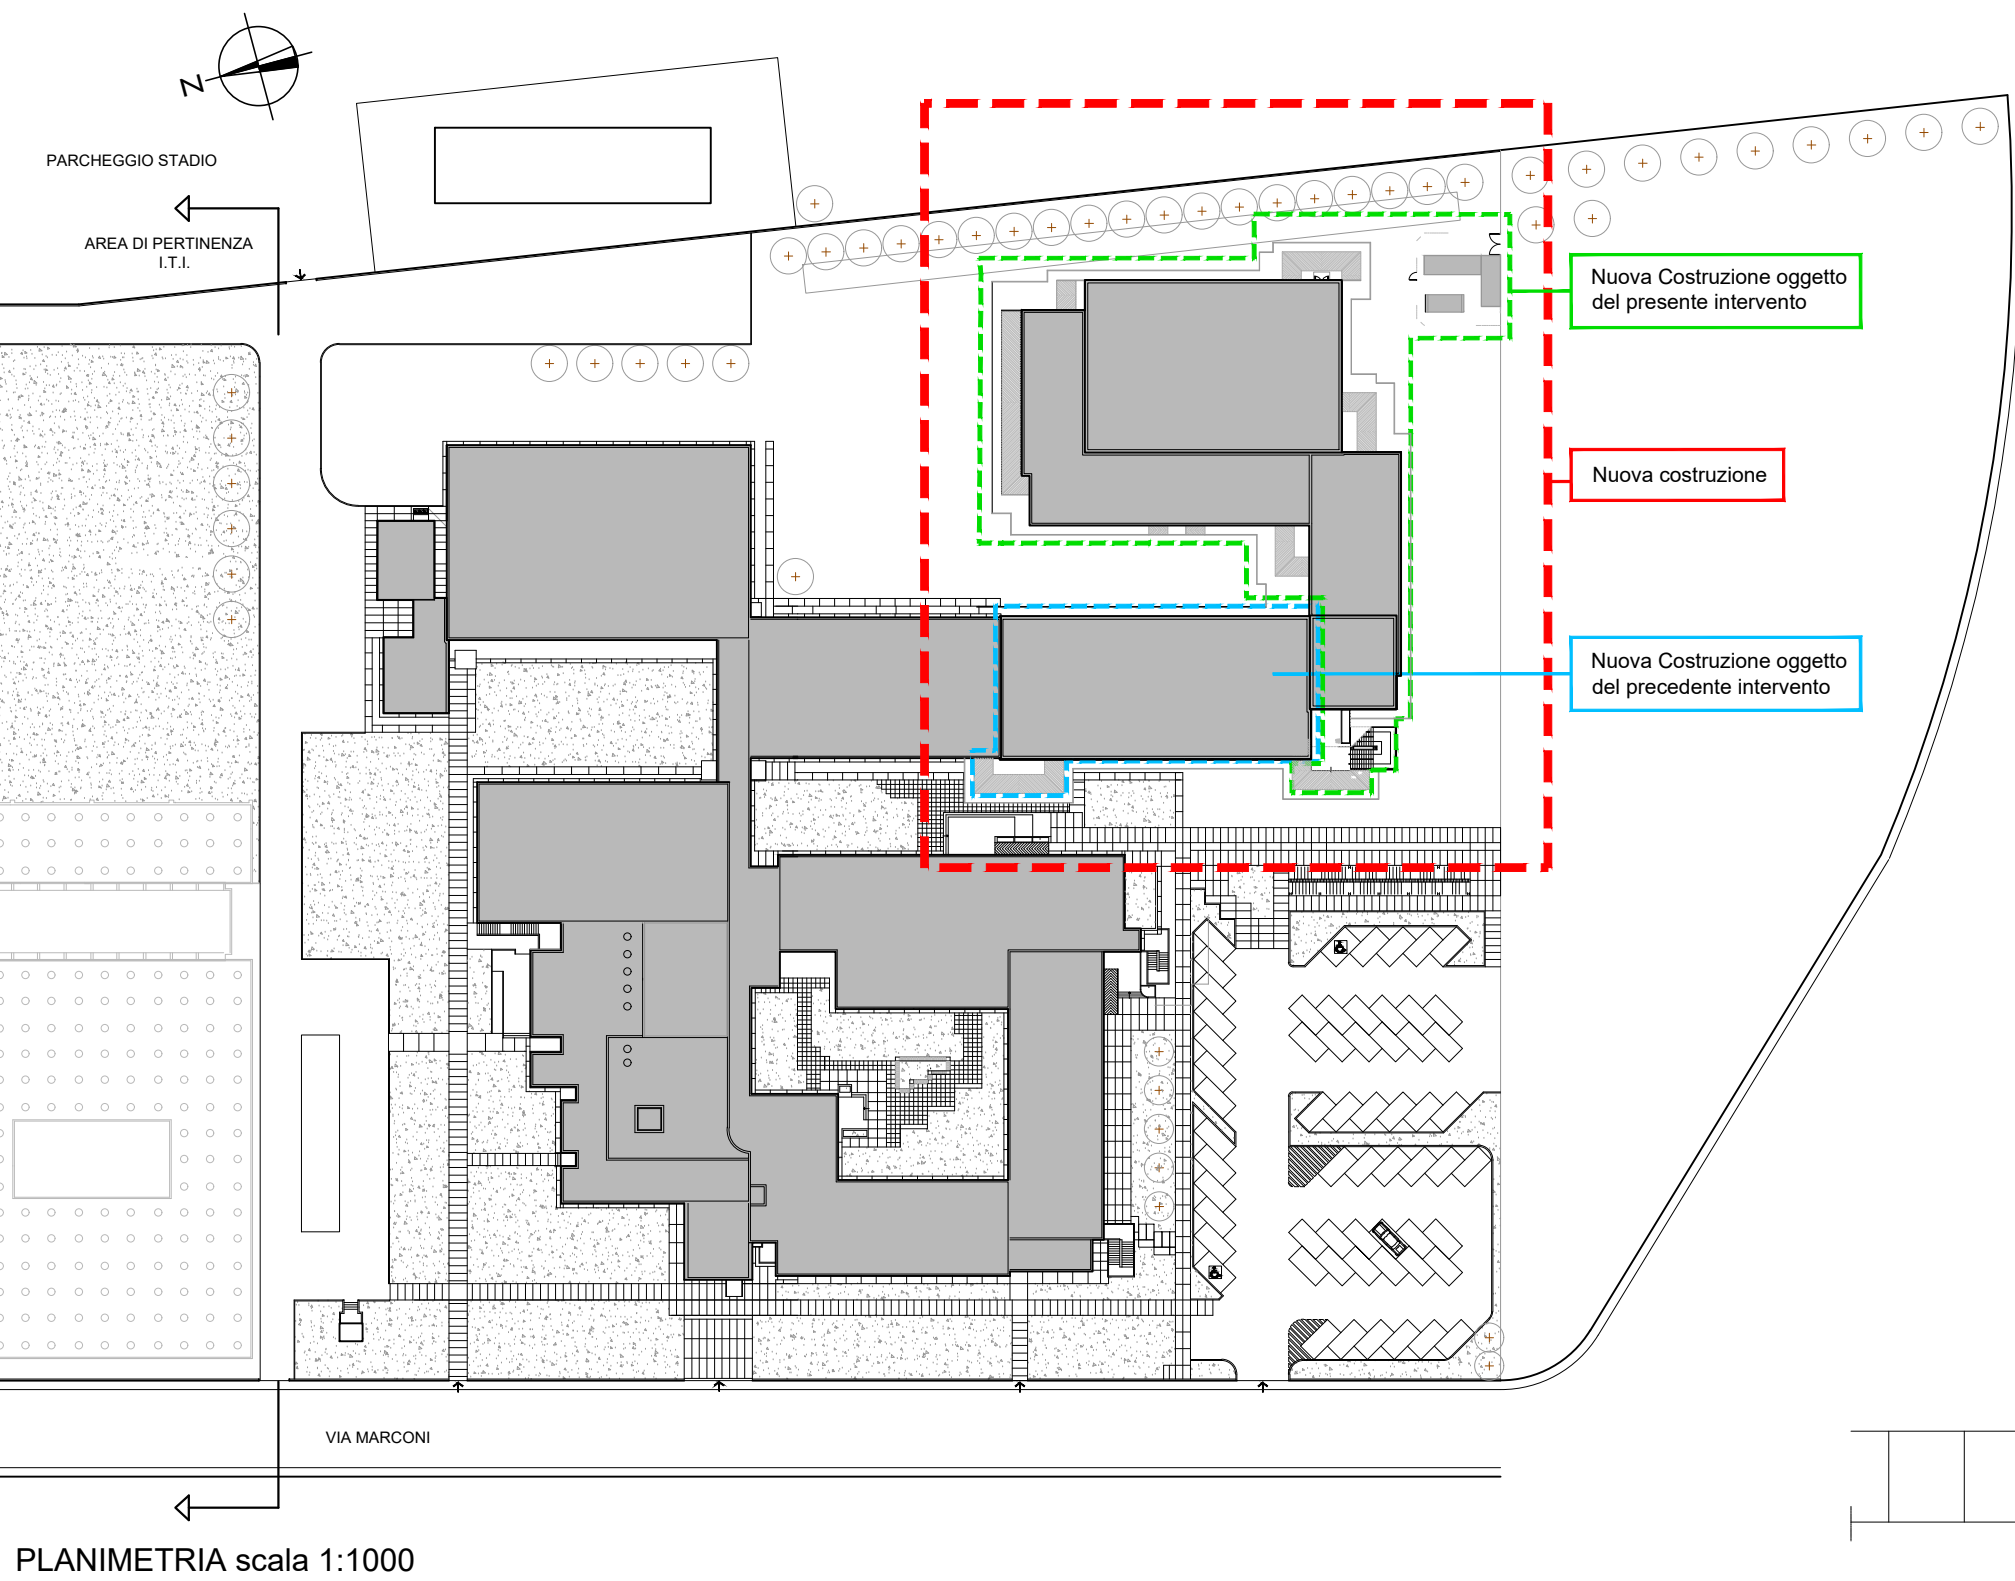 N
PARCHEGGIO STADIO
AREA DI PERTINENZA
I.T.I.
Nuova Costruzione oggetto
del presente intervento
Nuova costruzione
Nuova Costruzione oggetto
del precedente intervento
VIA MARCONI
PLANIMETRIA scala 1:1000